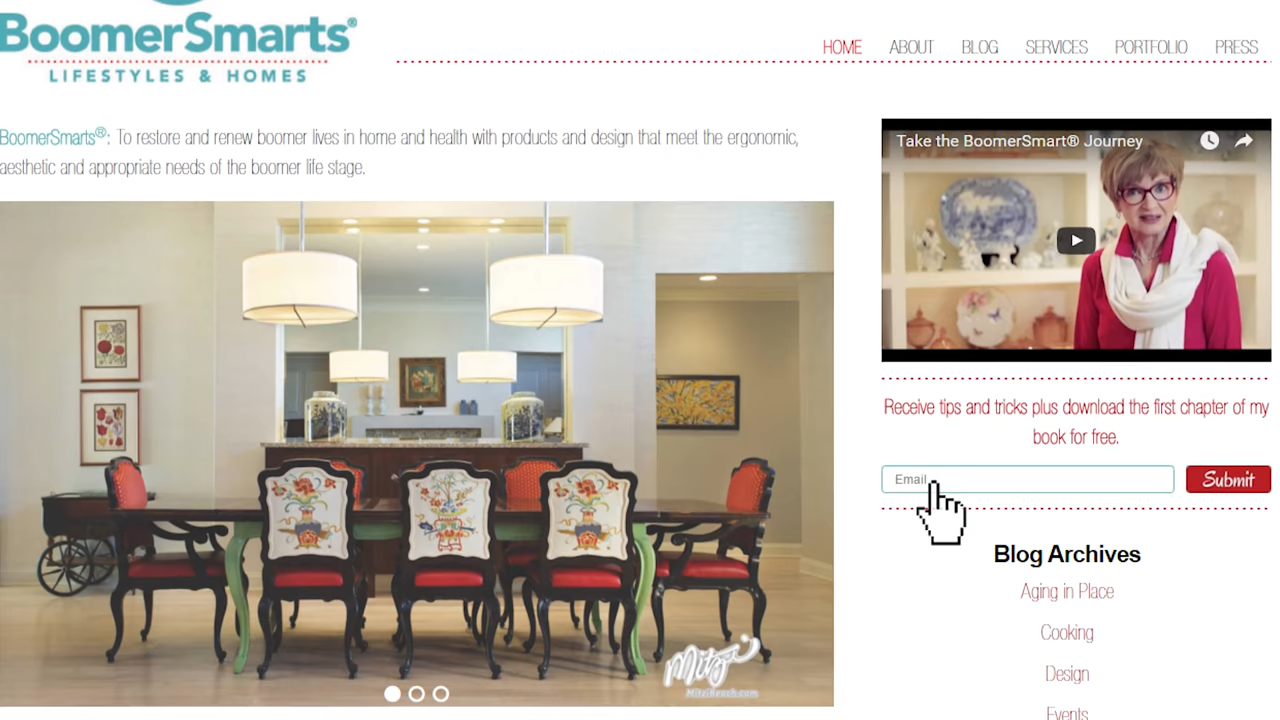 BoomerSmarts®
LIFESTYLES & HOMES
HOME ABOUT BLOG SERVICES PORTFOLIO PRESS
BoomerSmarts®: To restore and renew boomer lives in home and health with products and design that meet the ergonomic,
aesthetic and appropriate needs of the boomer life stage.
Mitzi
MitziBeach.com
Take the BoomerSmart® Journey
Receive tips and tricks plus download the first chapter of my
book for free.
Email
Submit
Blog Archives
Aging in Place
Cooking
Design
Events